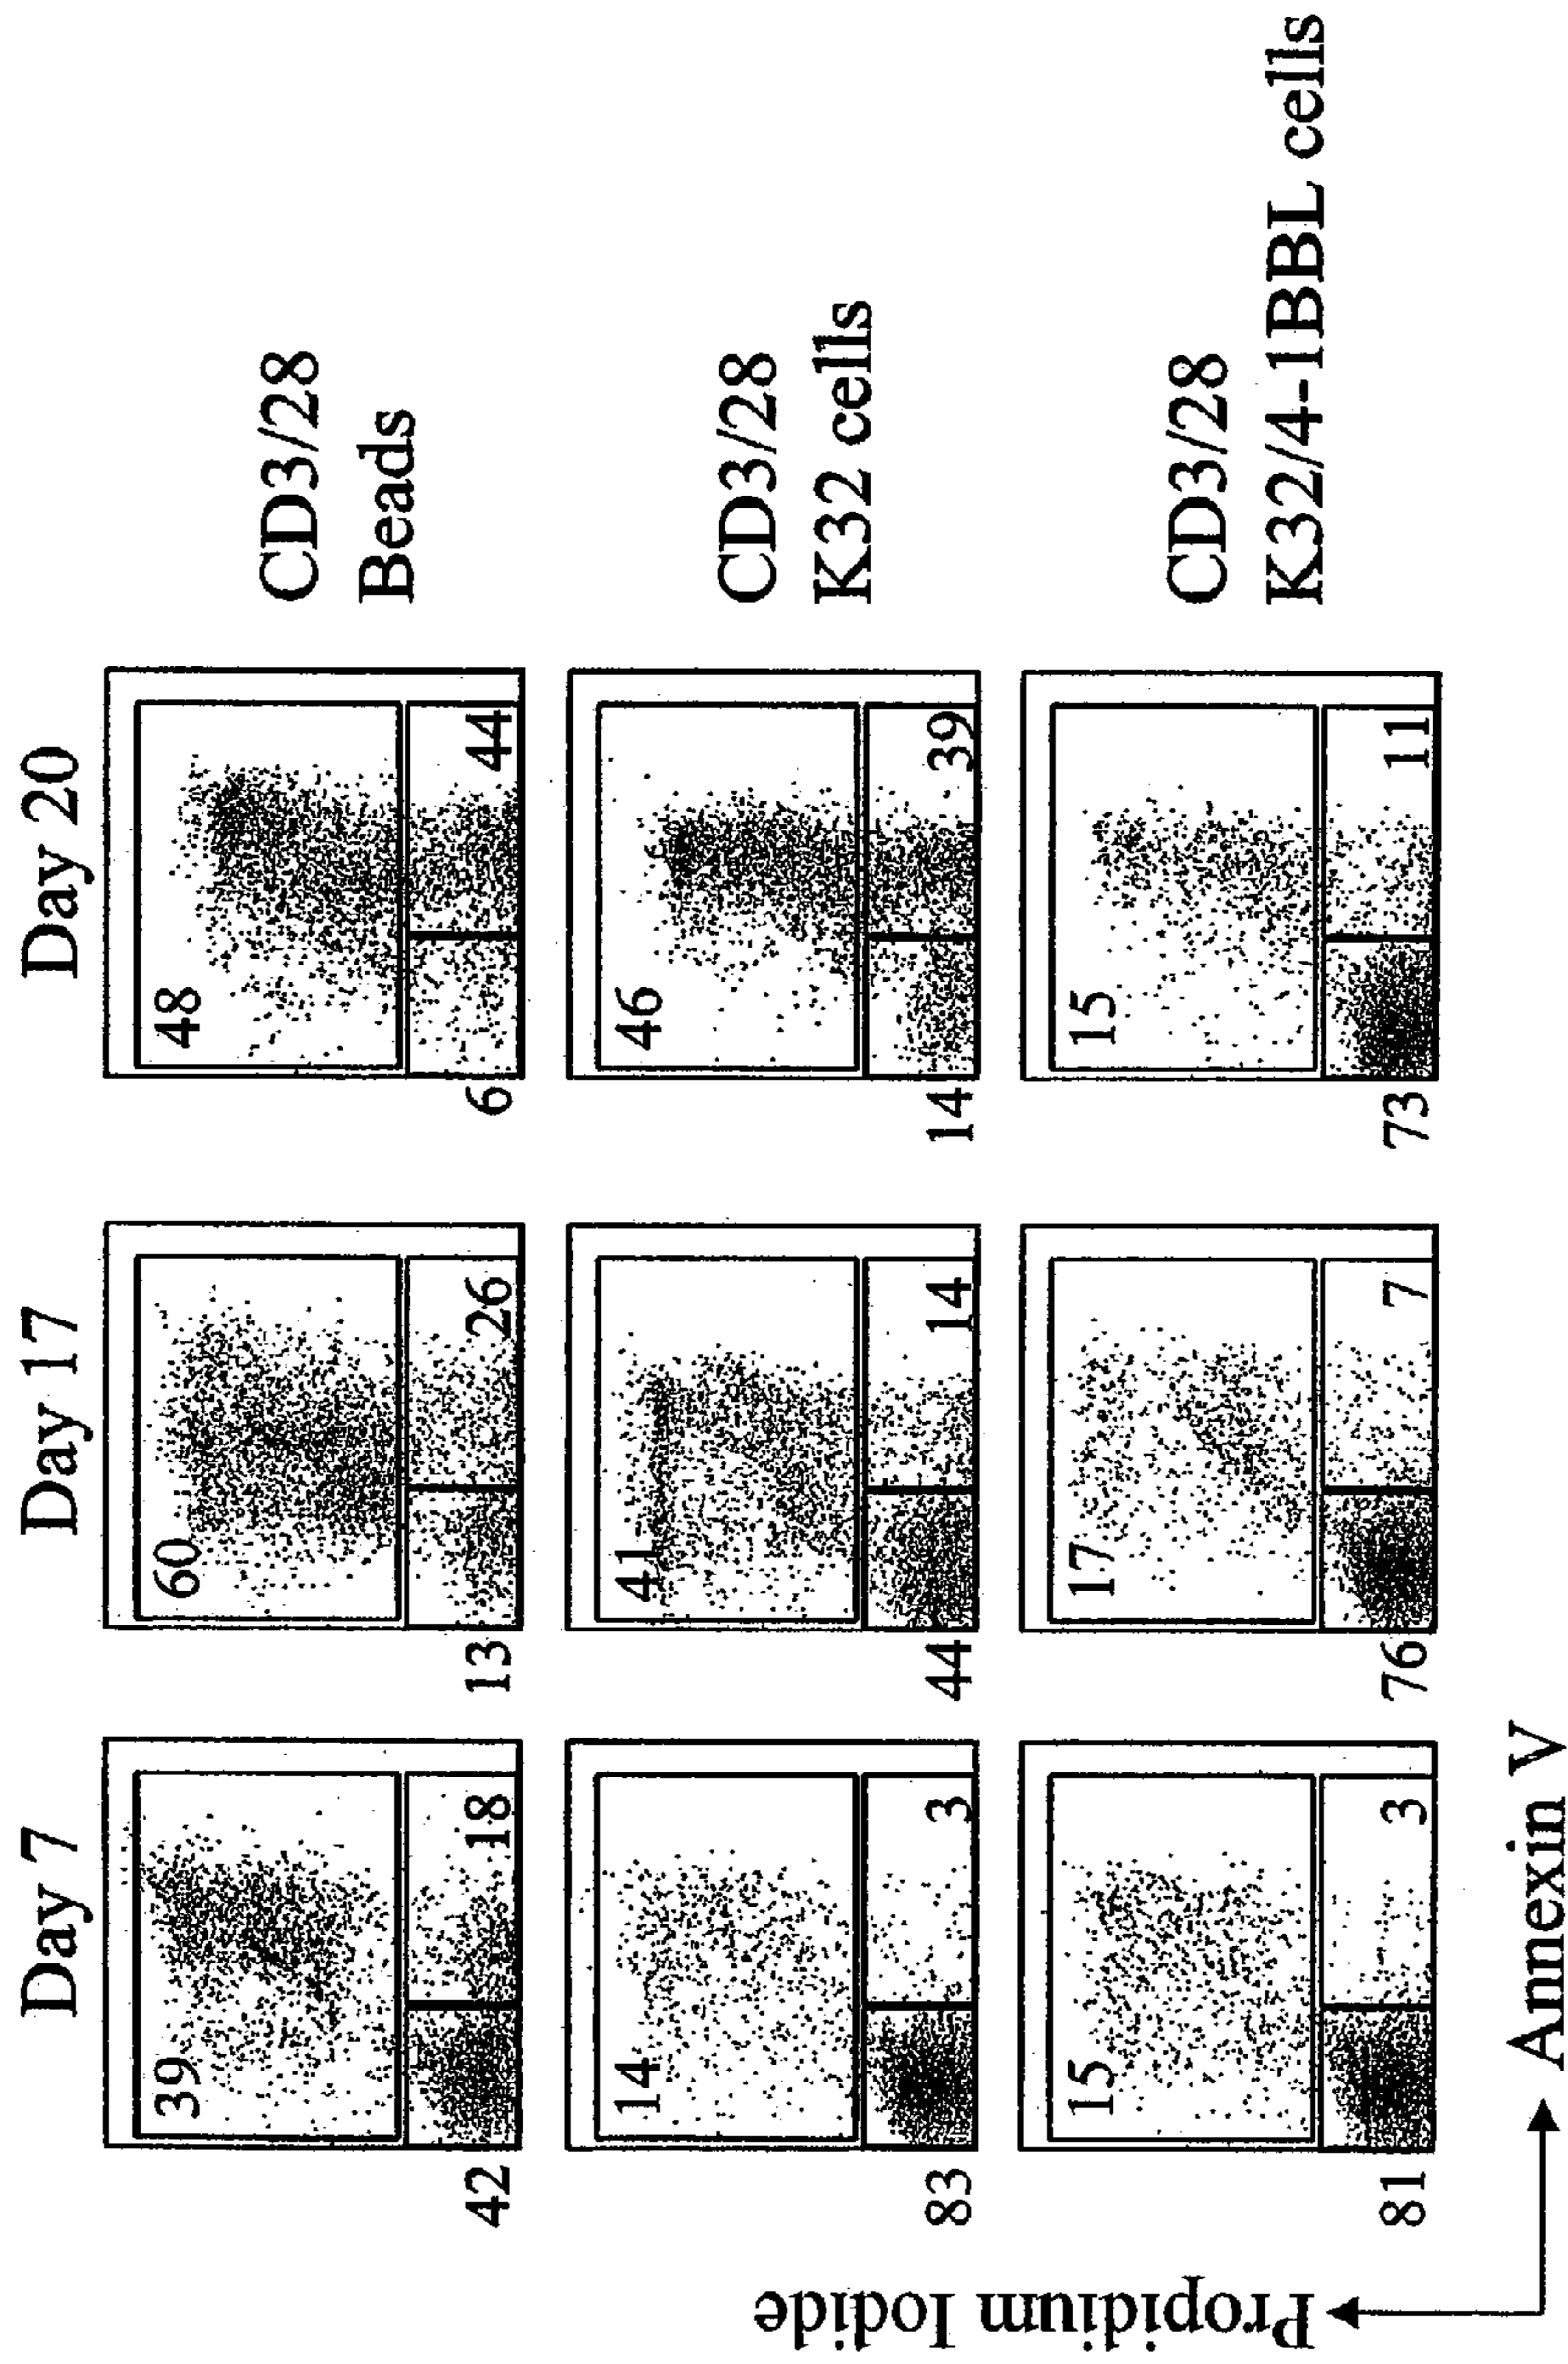 Day 7
Day 17
Day 20
39
18
42
60
26
13
48
44
6
CD3/28
Beads
14
3
83
41
14
44
46
39
14
CD3/28
K32 cells
15
3
81
17
7
76
15
11
73
CD3/28
K32/4-1BBL cells
Propidium Iodide
Annexin V